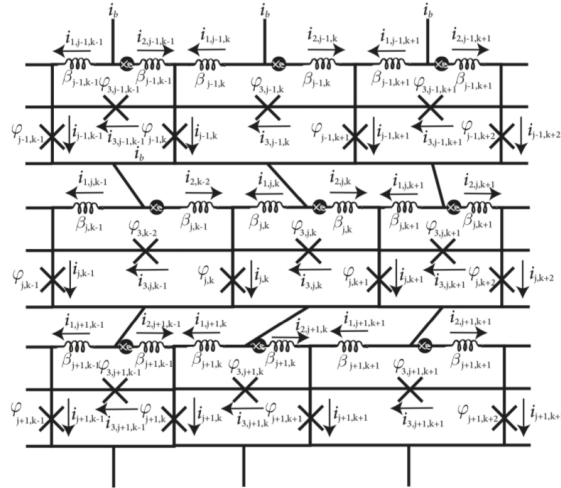 i_b i_b i_b
i_{1,j-1,k-1} i_{2,j-1,k-1} i_{1,j-1,k} i_{2,j-1,k} i_{1,j-1,k+1} i_{2,j-1,k+1}
β_{j-1,k-1} β_{j-1,k-1} β_{j-1,k} β_{j-1,k} β_{j-1,k+1} β_{j-1,k+1}
φ_{3,j-1,k-1} φ_{3,j-1,k} φ_{3,j-1,k+1}
φ_{j-1,k-1} i_{j-1,k-1} i_{3,j-1,k-1} φ_{j-1,k} i_{j-1,k} i_{3,j-1,k} φ_{j-1,k+1} i_{j-1,k+1} i_{3,j-1,k+1} φ_{j-1,k+2} i_{j-1,k+2}
i_b
i_{1,j,k-1} i_{2,k-2} i_{1,j,k} i_{2,j,k} i_{1,j,k+1} i_{2,j,k+1}
β_{j,k-1} β_{j,k-1} β_{j,k} β_{j,k} β_{j,k+1} β_{j,k+1}
φ_{3,k-2} φ_{3,j,k} φ_{3,j,k+1}
φ_{j,k-1} i_{j,k-1} i_{3,j,k-1} φ_{j,k} i_{j,k} i_{3,j,k} φ_{j,k+1} i_{j,k+1} i_{3,j,k+1} φ_{j,k+2} i_{j,k+2}
i_{1,j+1,k-1} i_{2,j+1,k-1} i_{1,j+1,k} i_{2,j+1,k} i_{1,j+1,k+1} i_{2,j+1,k+1}
β_{j+1,k-1} β_{j+1,k-1} β_{j+1,k} β_{j+1,k} β_{j+1,k+1} β_{j+1,k+1}
φ_{3,j+1,k-1} φ_{3,j+1,k} φ_{3,j+1,k+1}
φ_{j+1,k-1} i_{j+1,k-1} i_{3,j+1,k-1} φ_{j+1,k} i_{j+1,k} i_{3,j+1,k} φ_{j+1,k+1} i_{j+1,k+1} i_{3,j+1,k+1} φ_{j+1,k+2} i_{j+1,k+}